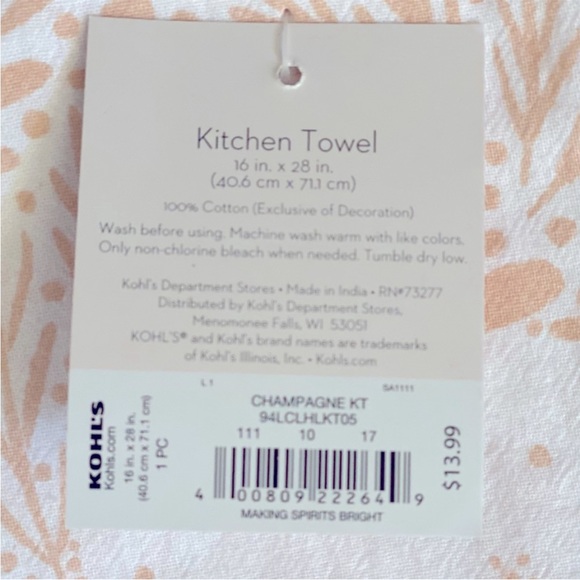 Kitchen Towel
16 in. x 28 in.
(40.6 cm x 71.1 cm)
100% Cotton (Exclusive of Decoration)
Wash before using. Machine wash warm with like colors.
Only non-chlorine bleach when needed. Tumble dry low.
Kohl's Department Stores • Made in India • RN#73277
Distributed by Kohl's Department Stores,
Menomonee Falls, WI 53051
KOHL'S® and Kohl's brand names are trademarks
of Kohl's Illinois, Inc. • Kohls.com
L1 SA1111
CHAMPAGNE KT
94LCLHLKT05
111 10 17
4 00809 22264 9
MAKING SPIRITS BRIGHT
KOHL'S
Kohls.com
16 in. x 28 in.
(40.6 cm x 71.1 cm)
1 PC
$13.99